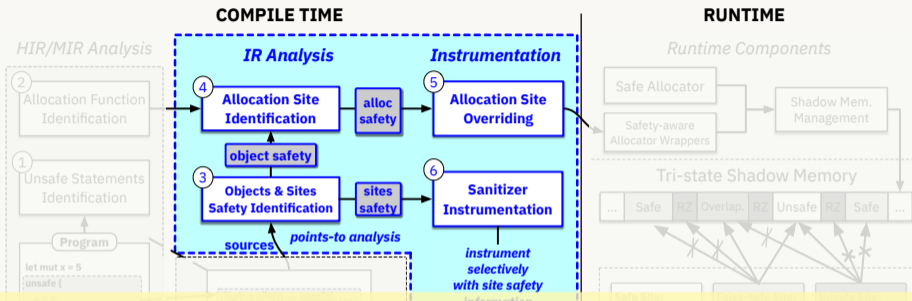 COMPILE TIME
RUNTIME
HIR/MIR Analysis
IR Analysis
Instrumentation
Runtime Components
2
Allocation Function
Identification
4
Allocation Site
Identification
alloc
safety
5
Allocation Site
Overriding
Safe Allocator
Safety-aware
Allocator Wrappers
Shadow Mem.
Management
object safety
1
Unsafe Statements
Identification
3
Objects & Sites
Safety Identification
sites
safety
6
Sanitizer
Instrumentation
Tri-state Shadow Memory
... Safe RZ Overlap. RZ Unsafe RZ Safe ...
Program
sources
points-to analysis
let mut x = 5
unsafe {
instrument
selectively
with site safety
information